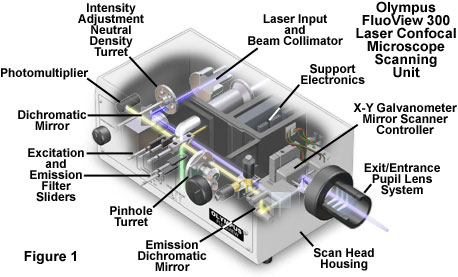 Olympus
FluoView 300
Laser Confocal
Microscope
Scanning
Unit
Intensity
Adjustment
Neutral
Density
Turret
Laser Input
and
Beam Collimator
Photomultiplier
Support
Electronics
Dichromatic
Mirror
X-Y Galvanometer
Mirror Scanner
Controller
Excitation
and
Emission
Filter
Sliders
Exit/Entrance
Pupil Lens
System
Pinhole
Turret
OLYMPUS
Emission
Dichromatic
Mirror
Scan Head
Housing
Figure 1